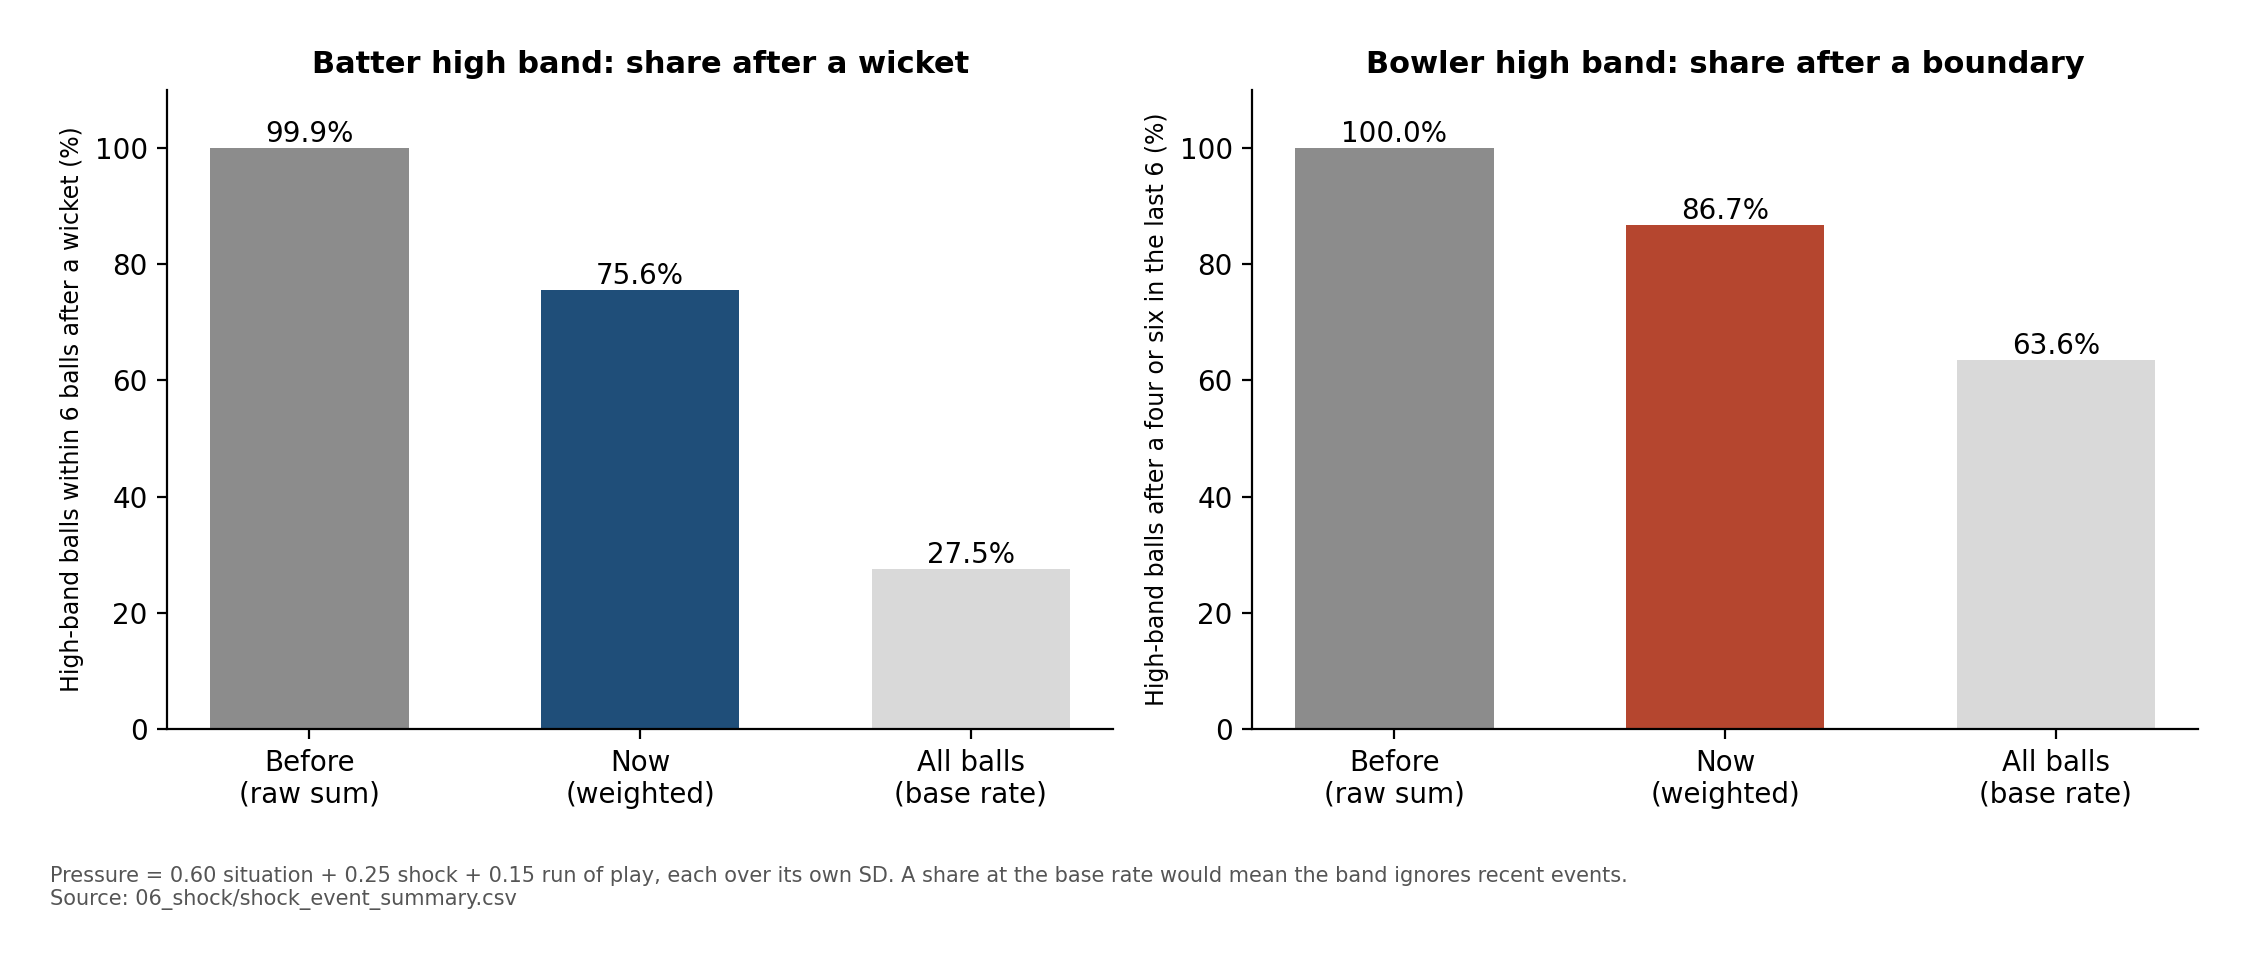 Batter high band: share after a wicket
High-band balls within 6 balls after a wicket (%)
100
80
60
40
20
0
99.9%
75.6%
27.5%
Before
(raw sum)
Now
(weighted)
All balls
(base rate)
Bowler high band: share after a boundary
High-band balls after a four or six in the last 6 (%)
100
80
60
40
20
0
100.0%
86.7%
63.6%
Before
(raw sum)
Now
(weighted)
All balls
(base rate)
Pressure = 0.60 situation + 0.25 shock + 0.15 run of play, each over its own SD. A share at the base rate would mean the band ignores recent events.
Source: 06_shock/shock_event_summary.csv